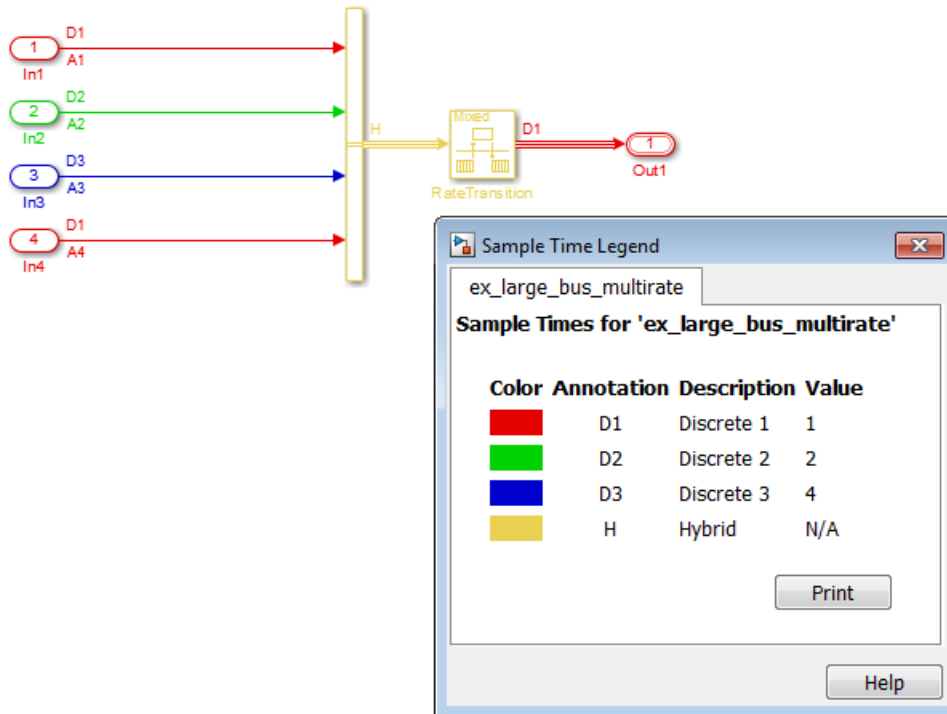 D1
1
A1
In1
D2
2
A2
In2
D3
3
A3
In3
D1
4
A4
In4
H
Mixed
RateTransition
D1
1
Out1
Sample Time Legend
ex_large_bus_multirate
Sample Times for 'ex_large_bus_multirate'
Color Annotation Description Value
D1 Discrete 1 1
D2 Discrete 2 2
D3 Discrete 3 4
H Hybrid N/A
Print
Help